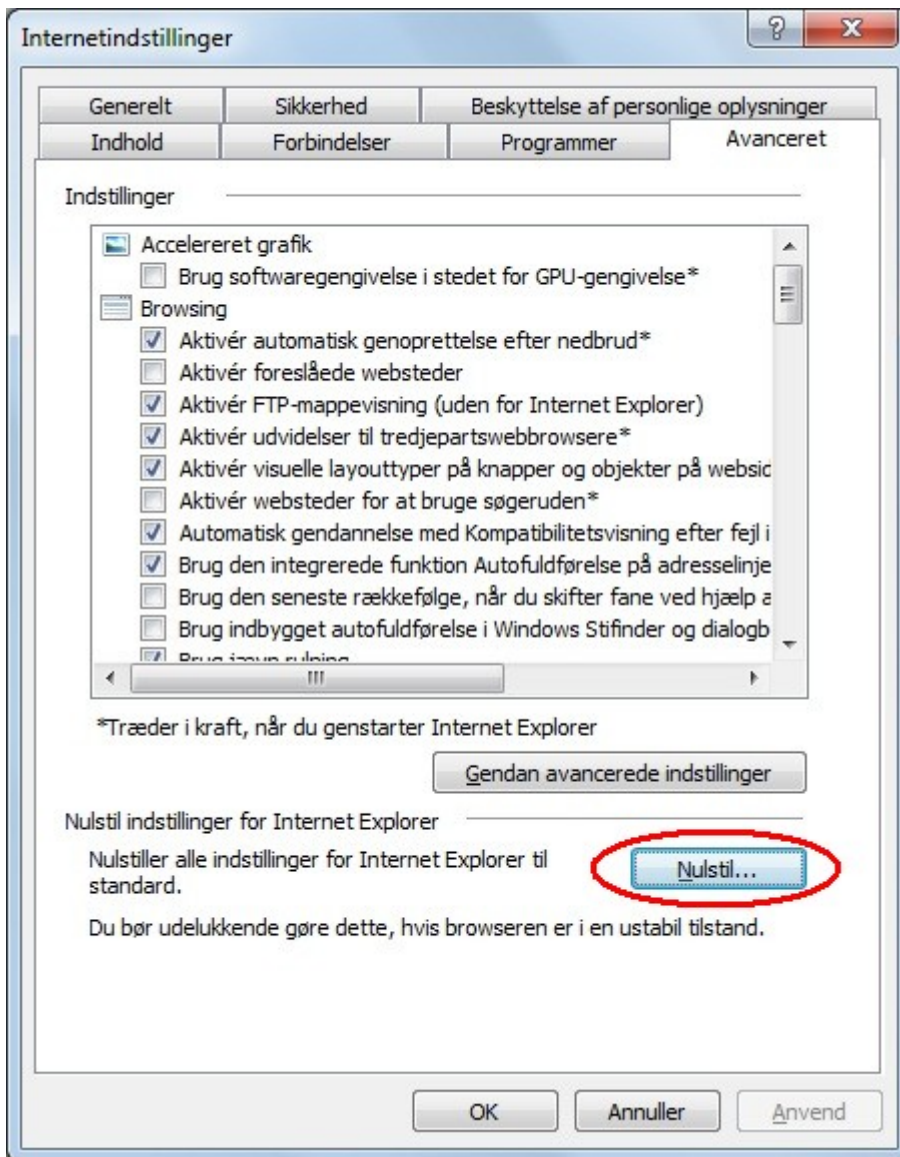 Internetindstillinger
Generelt Sikkerhed Beskyttelse af personlige oplysninger
Indhold Forbindelser Programmer Avanceret
Indstillinger
Accelereret grafik
Brug softwaregengivelse i stedet for GPU-gengivelse*
Browsing
Aktivér automatisk genoprettelse efter nedbrud*
Aktivér foreslåede websteder
Aktivér FTP-mappevisning (uden for Internet Explorer)
Aktivér udvidelser til tredjepartswebbrowsere*
Aktivér visuelle layouttyper på knapper og objekter på websid
Aktivér websteder for at bruge søgeruden*
Automatisk gendannelse med Kompatibilitetsvisning efter fejl i
Brug den integrerede funktion Autofuldførelse på adresselinje
Brug den seneste rækkefølge, når du skifter fane ved hjælp a
Brug indbygget autofuldførelse i Windows Stifinder og dialogb
Brug jævn rulning
*Træder i kraft, når du genstarter Internet Explorer
Gendan avancerede indstillinger
Nulstil indstillinger for Internet Explorer
Nulstiller alle indstillinger for Internet Explorer til
standard.
Nulstil...
Du bør udelukkende gøre dette, hvis browseren er i en ustabil tilstand.
OK Annuller Anvend